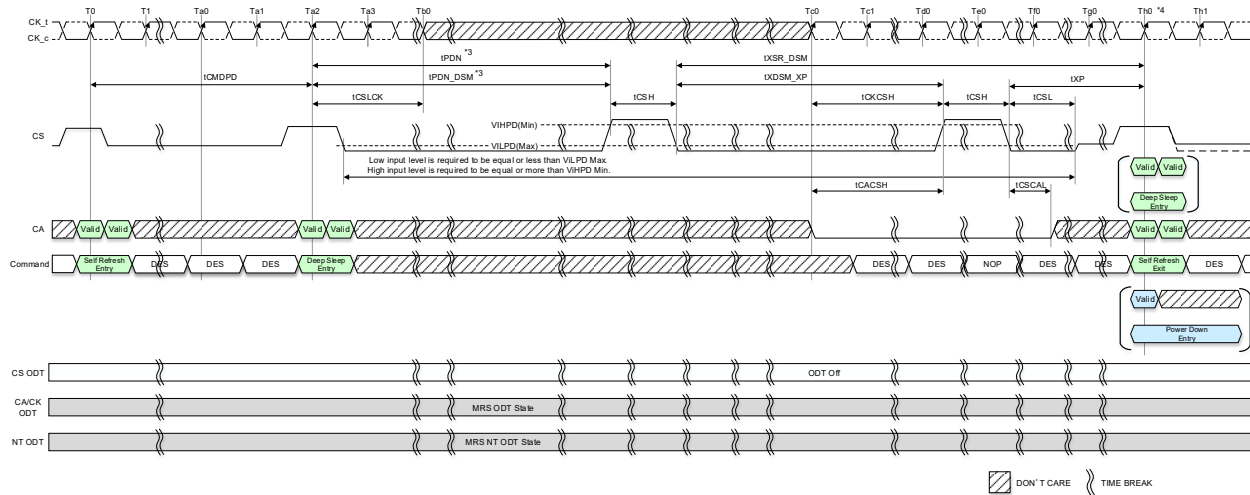 T0 T1 Ta0 Ta1 Ta2 Ta3 Tb0 Tc0 Tc1 Td0 Te0 Tf0 Tg0 Th0 *4 Th1
CK_t
CK_c
tPDN *3 tXSR_DSM
tCMDPD tPDN_DSM *3 tXDSM_XP tXP
tCSLCK tCSH tCKCSH tCSH tCSL
VIHPD(Min)
CS
VILPD(Max)
Low input level is required to be equal or less than ViLPD Max.
High input level is required to be equal or more than ViHPD Min.
Valid Valid
tCACSH tCSCAL
Deep Sleep
Entry
CA Valid Valid Valid Valid Valid Valid
Command Self Refresh
Entry DES DES DES Deep Sleep
Entry DES DES NOP DES DES Self Refresh
Exit DES
Valid
Power Down
Entry
CS ODT ODT Off
CA/CK
ODT MRS ODT State
NT ODT MRS NT ODT State
DON'T CARE TIME BREAK